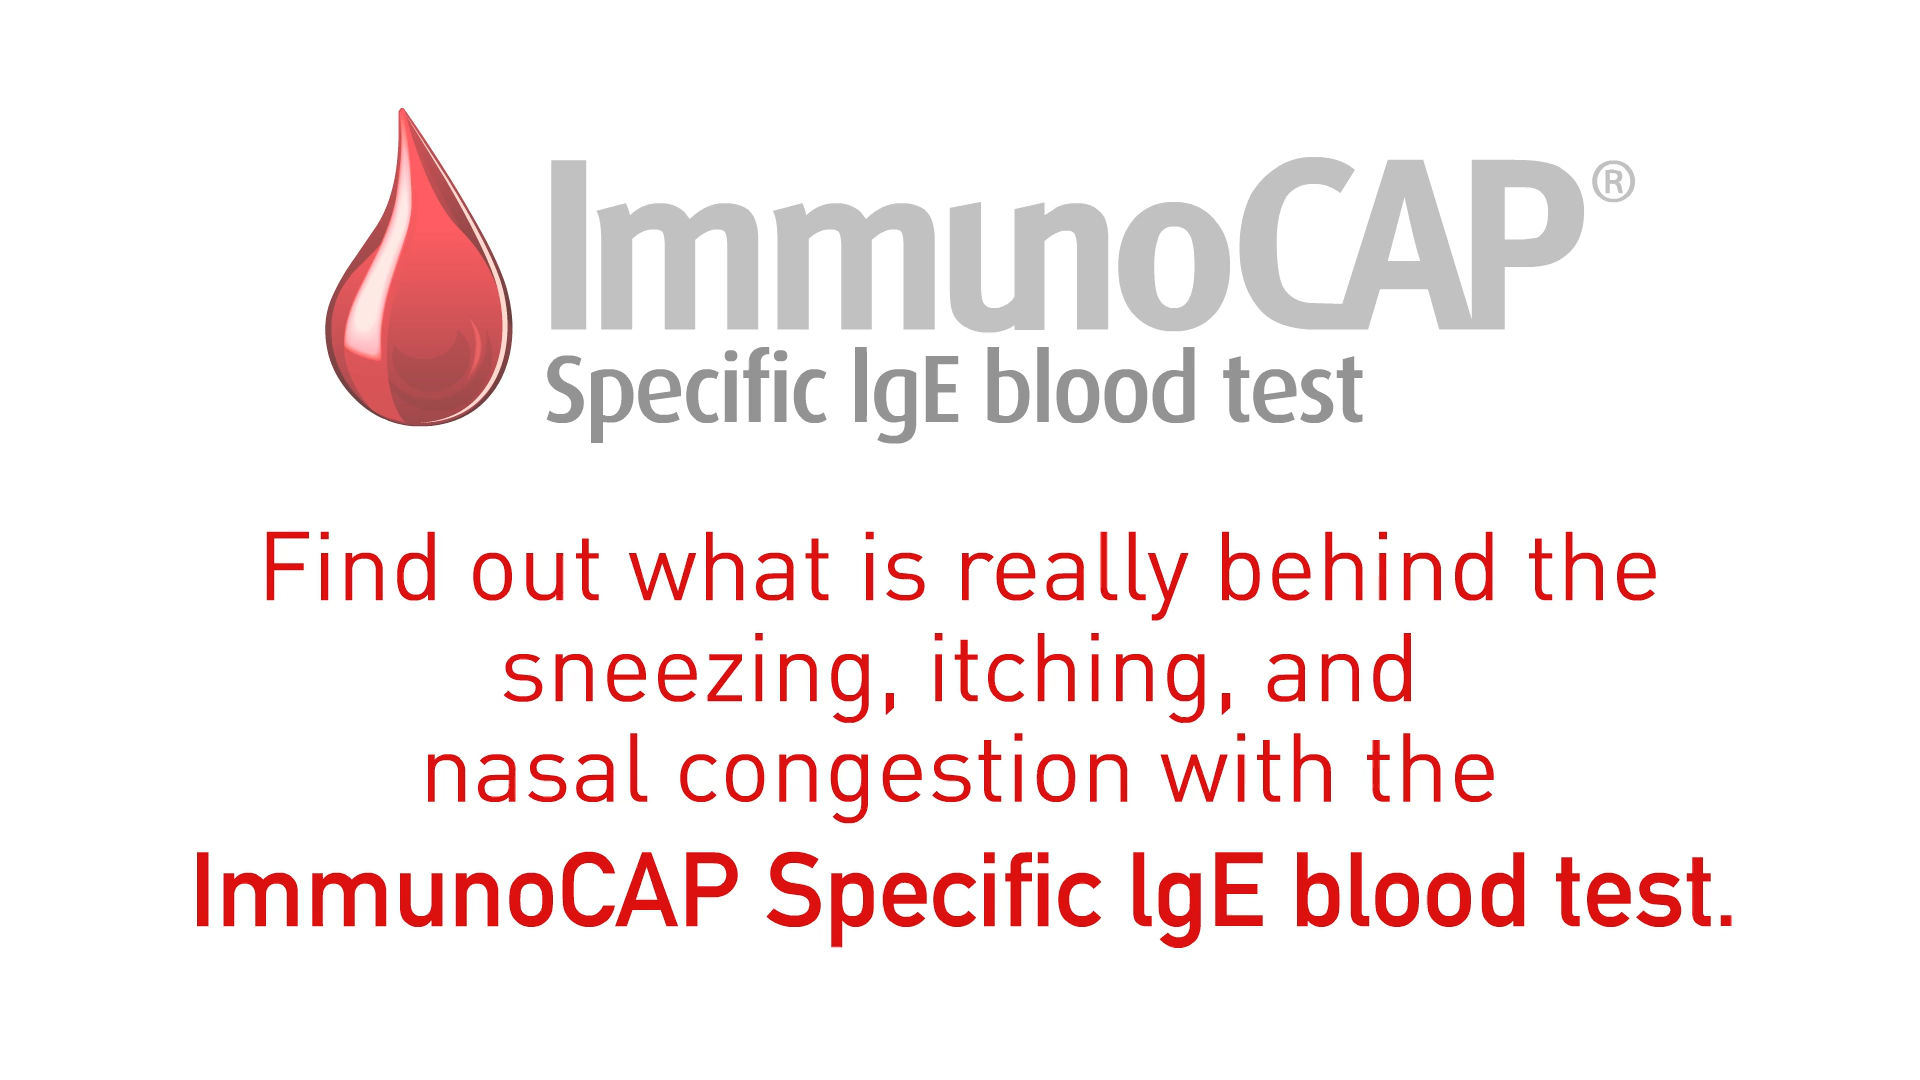 ImmunoCAP®
Specific IgE blood test
Find out what is really behind the
sneezing, itching, and
nasal congestion with the
ImmunoCAP Specific IgE blood test.